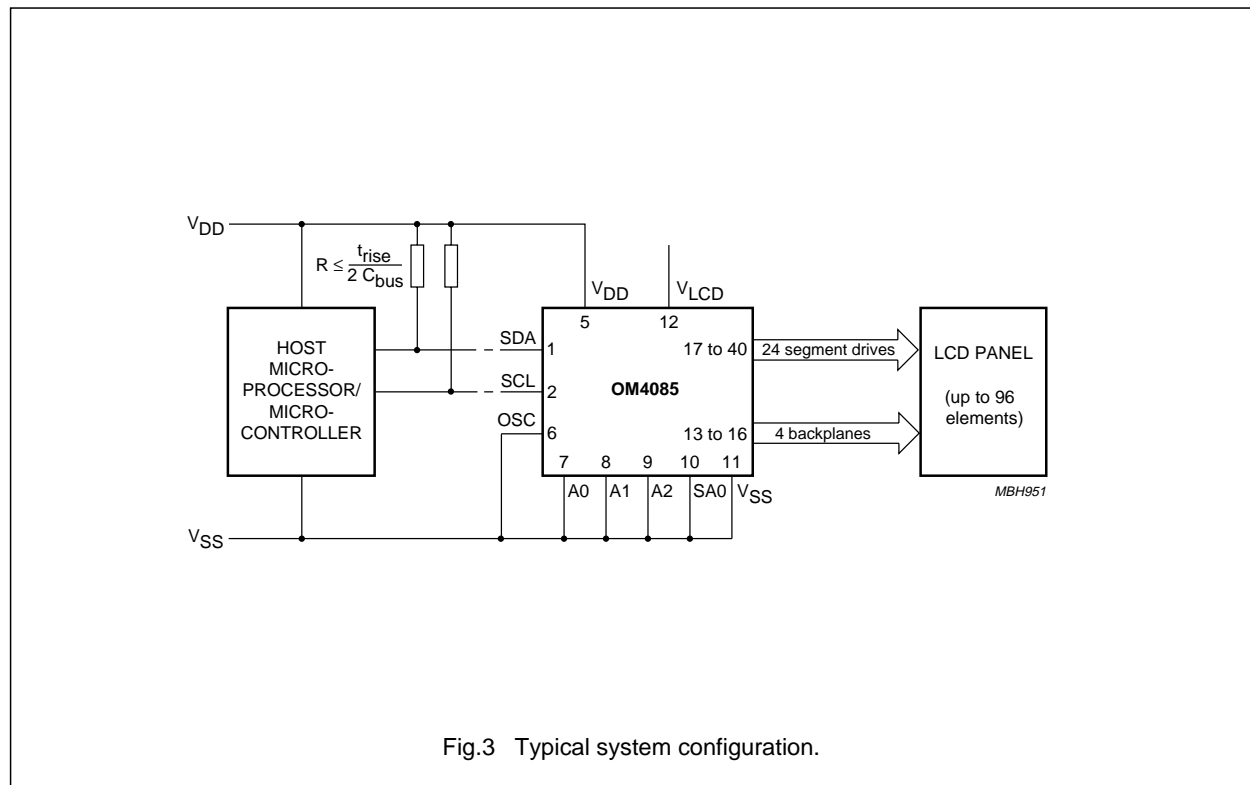 VDD
R ≤ trise
2 Cbus
VDD
VLCD
5
12
HOST
MICRO-
PROCESSOR/
MICRO-
CONTROLLER
SDA
1
SCL
2
OSC
6
OM4085
17 to 40
24 segment drives
13 to 16
4 backplanes
LCD PANEL
(up to 96
elements)
7 8 9 10 11
A0 A1 A2 SA0 VSS
MBH951
VSS
Fig.3 Typical system configuration.